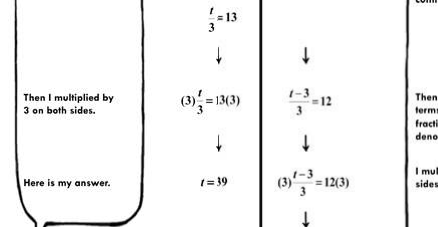 t/3 = 13
↓ ↓
Then I multiplied by
3 on both sides.
(3) t/3 = 13(3)
t−3/3 = 12
Then
terms
fracti
deno
↓ ↓
Here is my answer.
t = 39
(3) t−3/3 = 12(3)
I mul
sides
↓